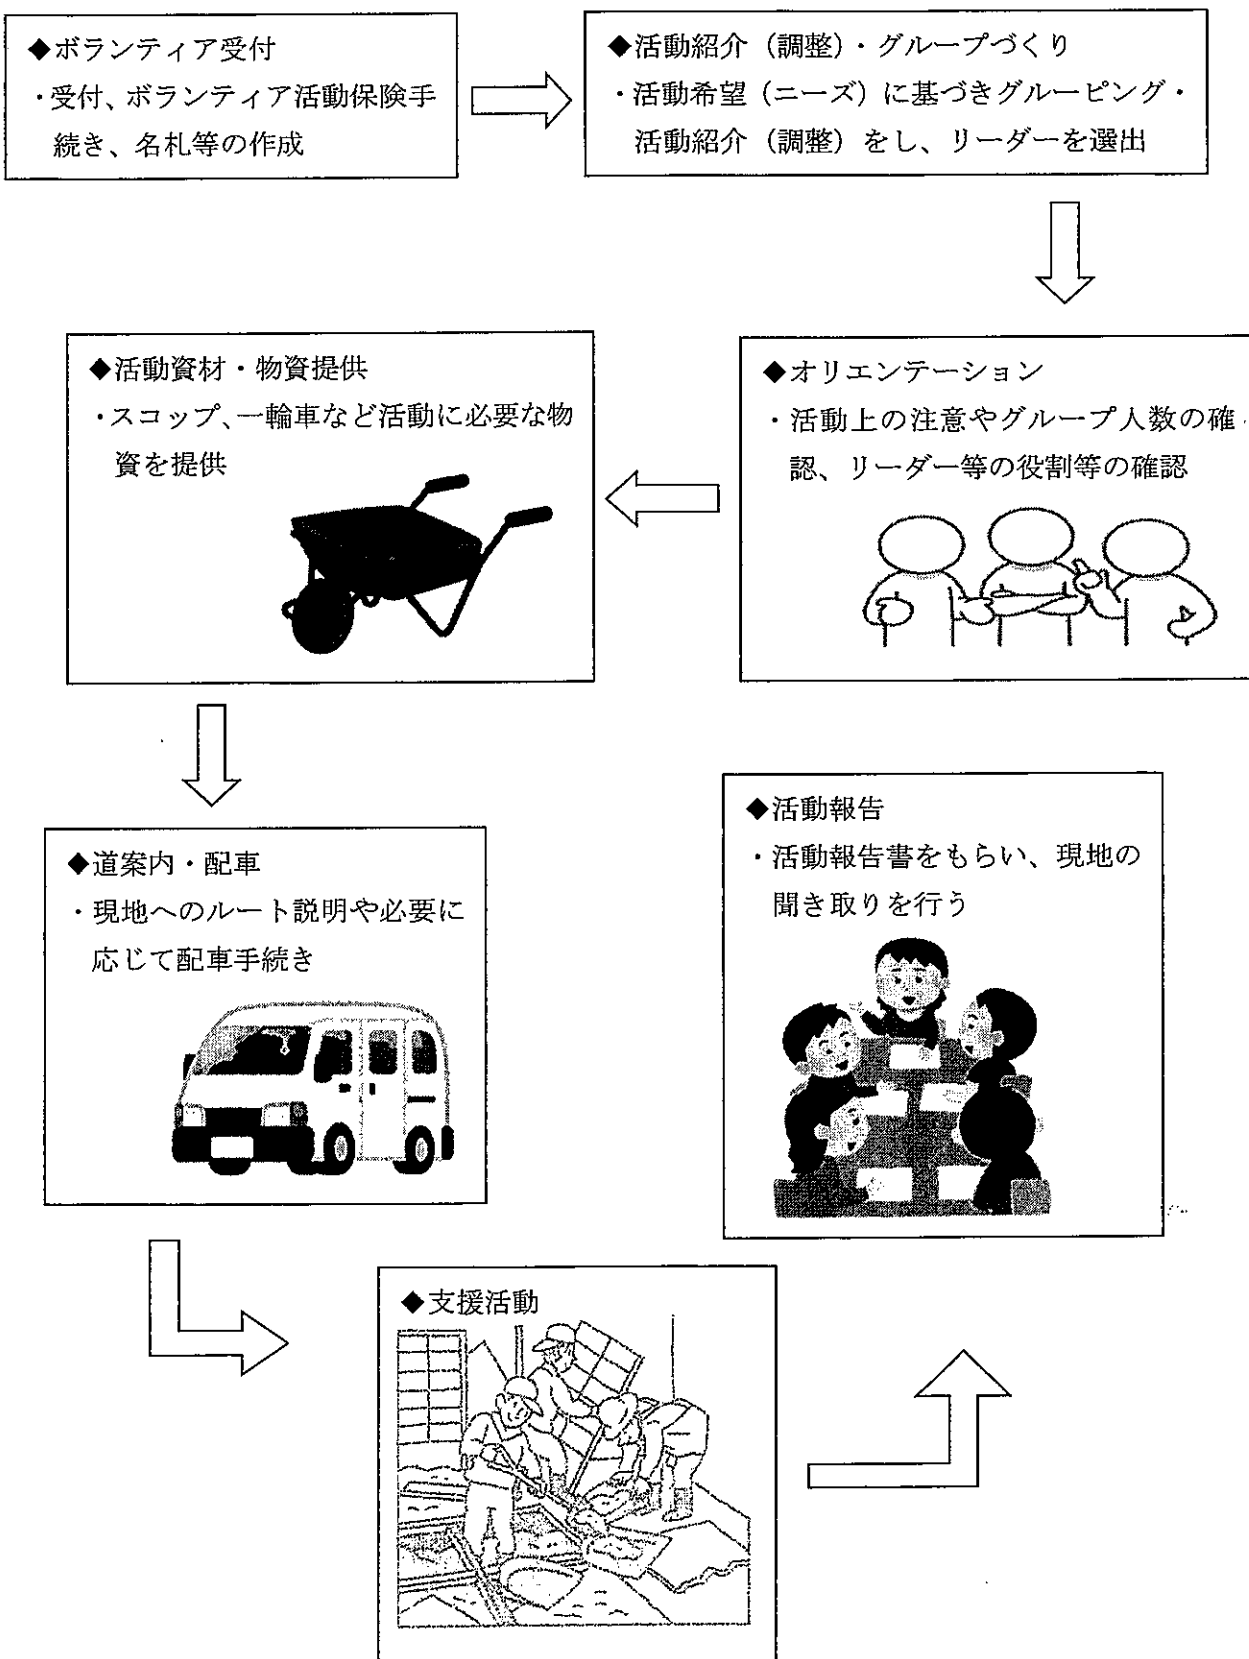 ◆ボランティア受付
・受付、ボランティア活動保険手
続き、名札等の作成
◆活動紹介（調整）・グループづくり
・活動希望（ニーズ）に基づきグルーピング・
活動紹介（調整）をし、リーダーを選出
◆オリエンテーション
・活動上の注意やグループ人数の確
認、リーダー等の役割等の確認
◆活動資材・物資提供
・スコップ、一輪車など活動に必要な物
資を提供
◆道案内・配車
・現地へのルート説明や必要に
応じて配車手続き
◆支援活動
◆活動報告
・活動報告書をもらい、現地の
聞き取りを行う